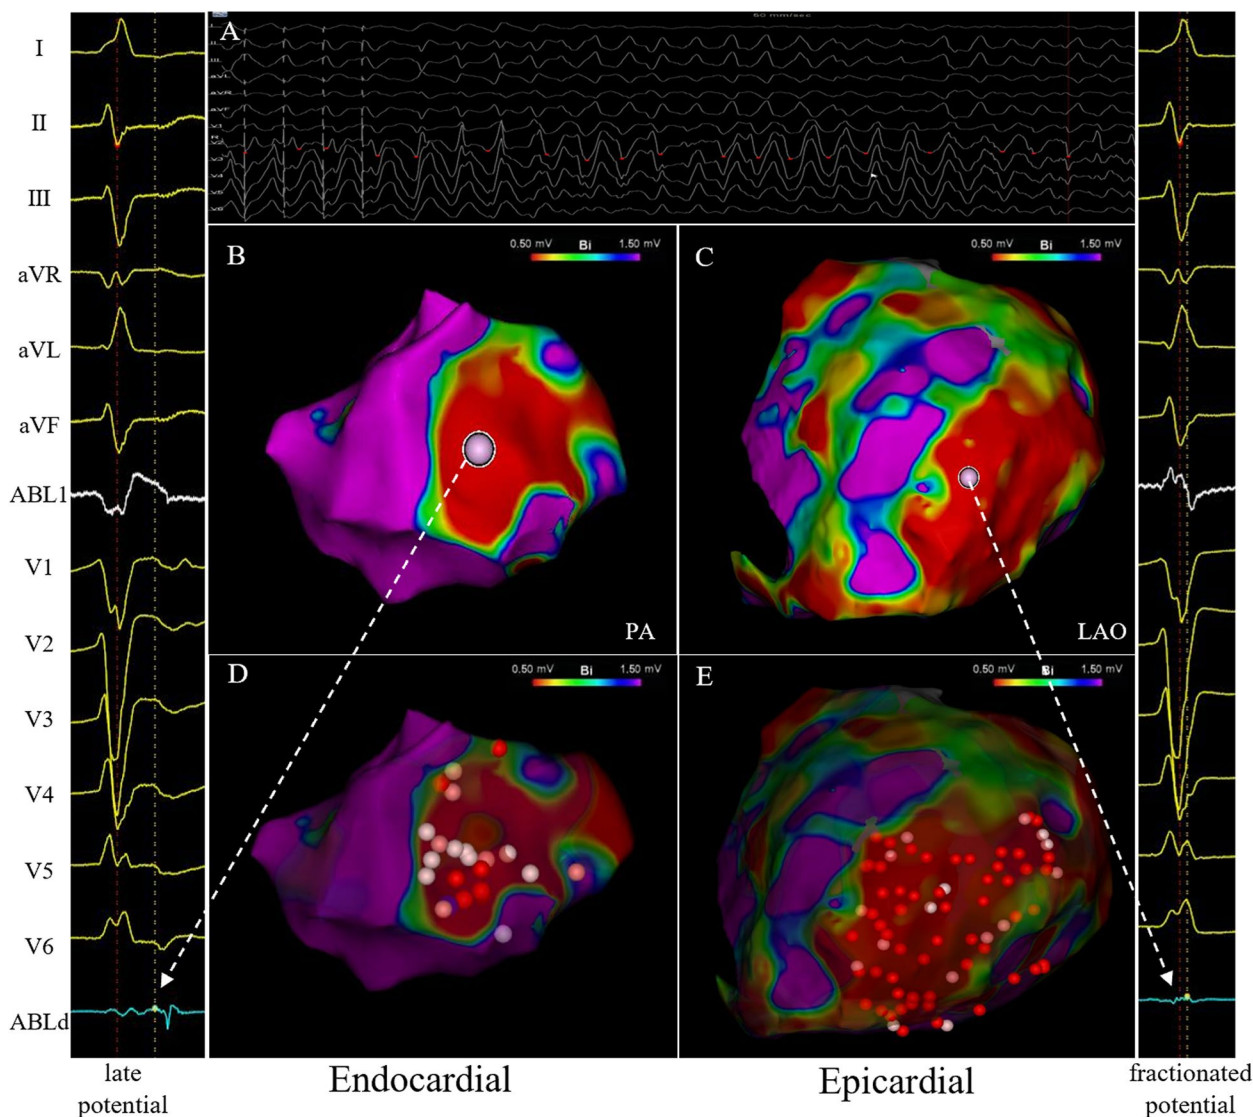 A
60 mm/sec
I
II
III
aVR
aVL
aVF
ABL1
V1
V2
V3
V4
V5
V6
ABLd
late
potential
B
0.50 mV Bi 1.50 mV
PA
C
0.50 mV Bi 1.50 mV
LAO
D
0.50 mV Bi 1.50 mV
E
0.50 mV Bi 1.50 mV
Endocardial
Epicardial
fractionated
potential